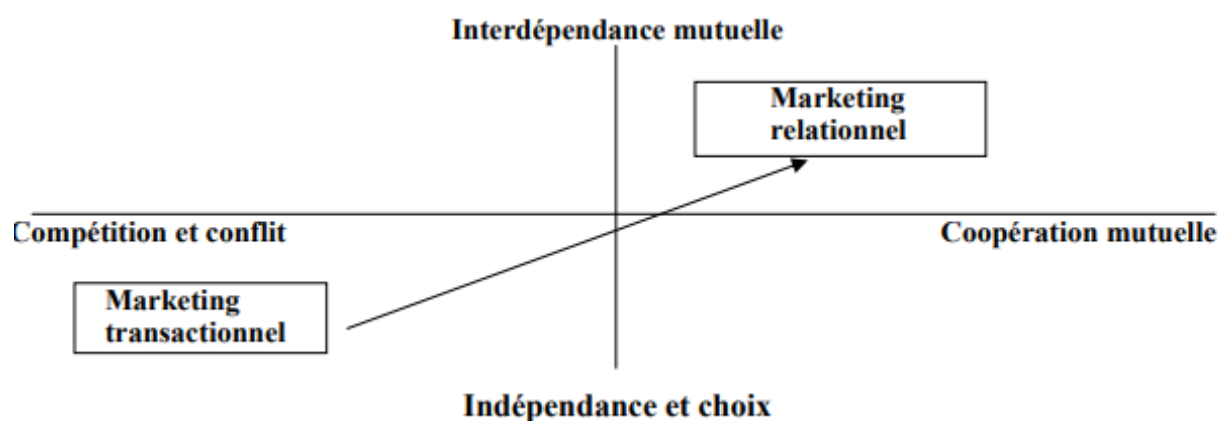 Interdépendance mutuelle
Marketing
relationnel
Compétition et conflit
Coopération mutuelle
Marketing
transactionnel
Indépendance et choix